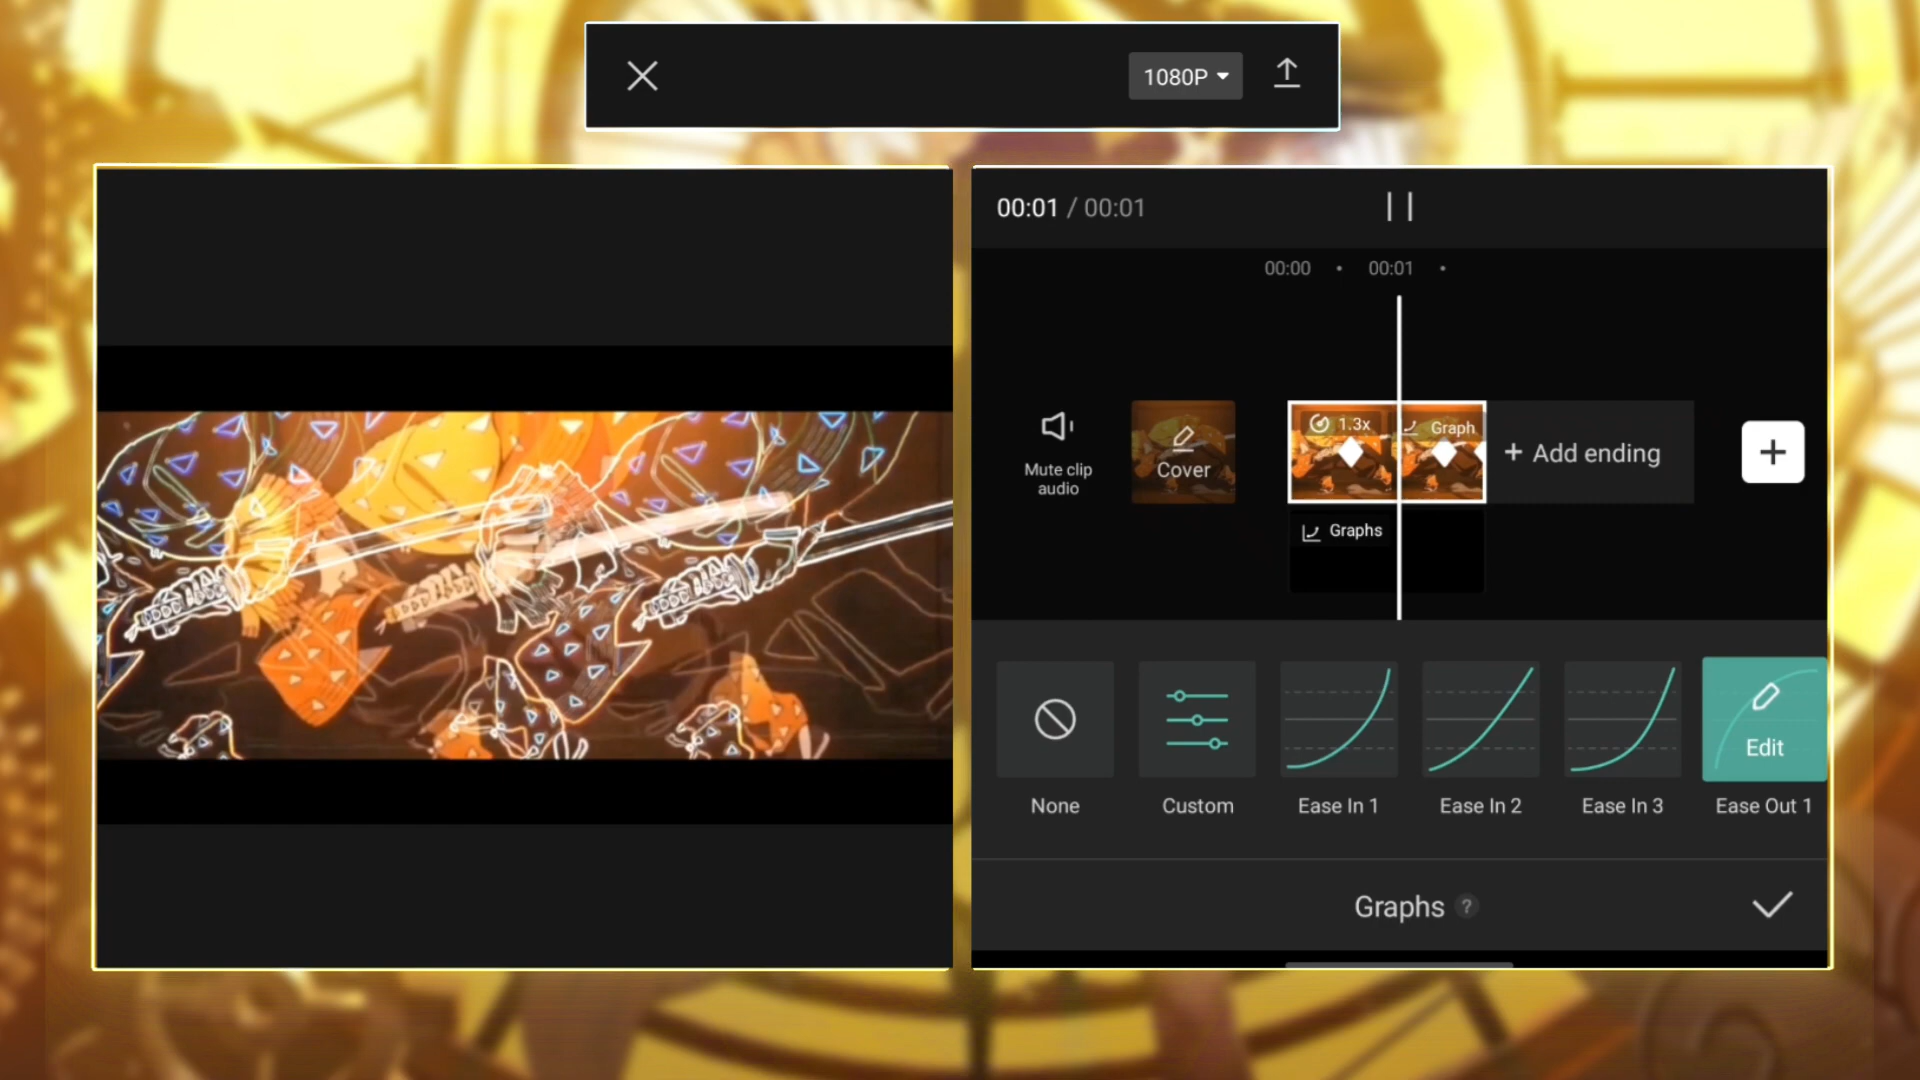 1080P
00:01 / 00:01
00:00 • 00:01 •
Mute clip
audio
Cover
1.3x
Graph
+ Add ending
Graphs
Edit
None
Custom
Ease In 1
Ease In 2
Ease In 3
Ease Out 1
Graphs ?